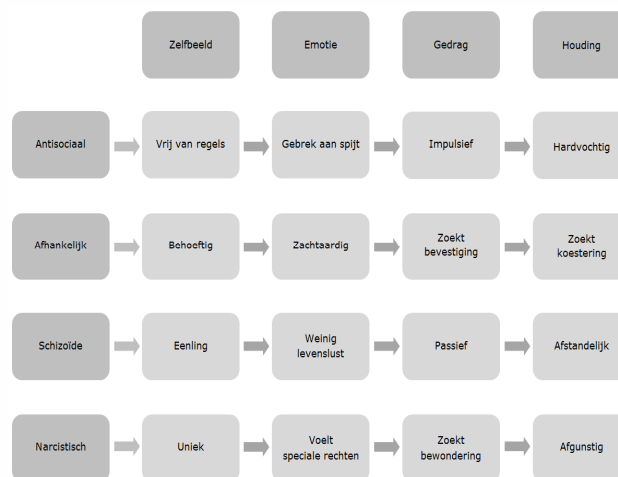 Zelfbeeld Emotie Gedrag Houding
Antisociaal Vrij van regels Gebrek aan spijt Impulsief Hardvochtig
Afhankelijk Behoeftig Zachtaardig Zoekt
bevestiging Zoekt
koestering
Schizoïde Eenling Weinig
levenslust Passief Afstandelijk
Narcistisch Uniek Voelt
speciale rechten Zoekt
bewondering Afgunstig